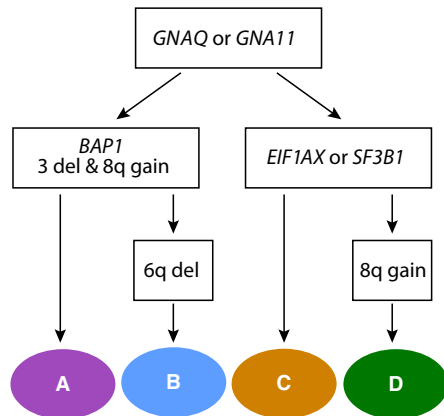 GNAQ or GNA11
BAP1
3 del & 8q gain
EIF1AX or SF3B1
6q del
8q gain
A
B
C
D